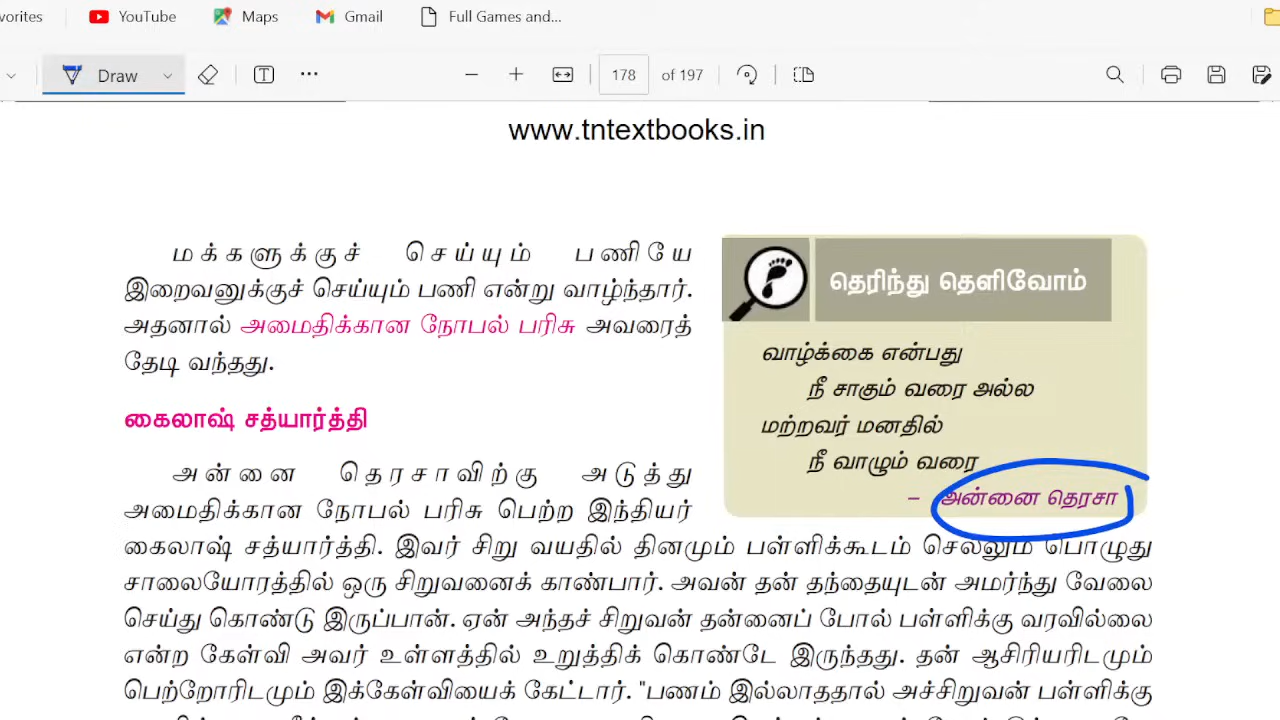 vorites YouTube Maps Gmail Full Games and...
Draw 178 of 197
www.tntextbooks.in
மக்களுக்குச் செய்யும் பணியே
இறைவனுக்குச் செய்யும் பணி என்று வாழ்ந்தார்.
அதனால் அமைதிக்கான நோபல் பரிசு அவரைத்
தேடி வந்தது.
கைலாஷ் சத்யார்த்தி
தெரிந்து தெளிவோம்
வாழ்க்கை என்பது
நீ சாகும் வரை அல்ல
மற்றவர் மனதில்
நீ வாழும் வரை
– அன்னை தெரசா
அன்னை தெரசாவிற்கு அடுத்து
அமைதிக்கான நோபல் பரிசு பெற்ற இந்தியர்
கைலாஷ் சத்யார்த்தி. இவர் சிறு வயதில் தினமும் பள்ளிக்கூடம் செல்லும் பொழுது
சாலையோரத்தில் ஒரு சிறுவனைக் காண்பார். அவன் தன் தந்தையுடன் அமர்ந்து வேலை
செய்து கொண்டு இருப்பான். ஏன் அந்தச் சிறுவன் தன்னைப் போல் பள்ளிக்கு வரவில்லை
என்ற கேள்வி அவர் உள்ளத்தில் உறுத்திக் கொண்டே இருந்தது. தன் ஆசிரியரிடமும்
பெற்றோரிடமும் இக்கேள்வியைக் கேட்டார். "பணம் இல்லாததால் அச்சிறுவன் பள்ளிக்கு